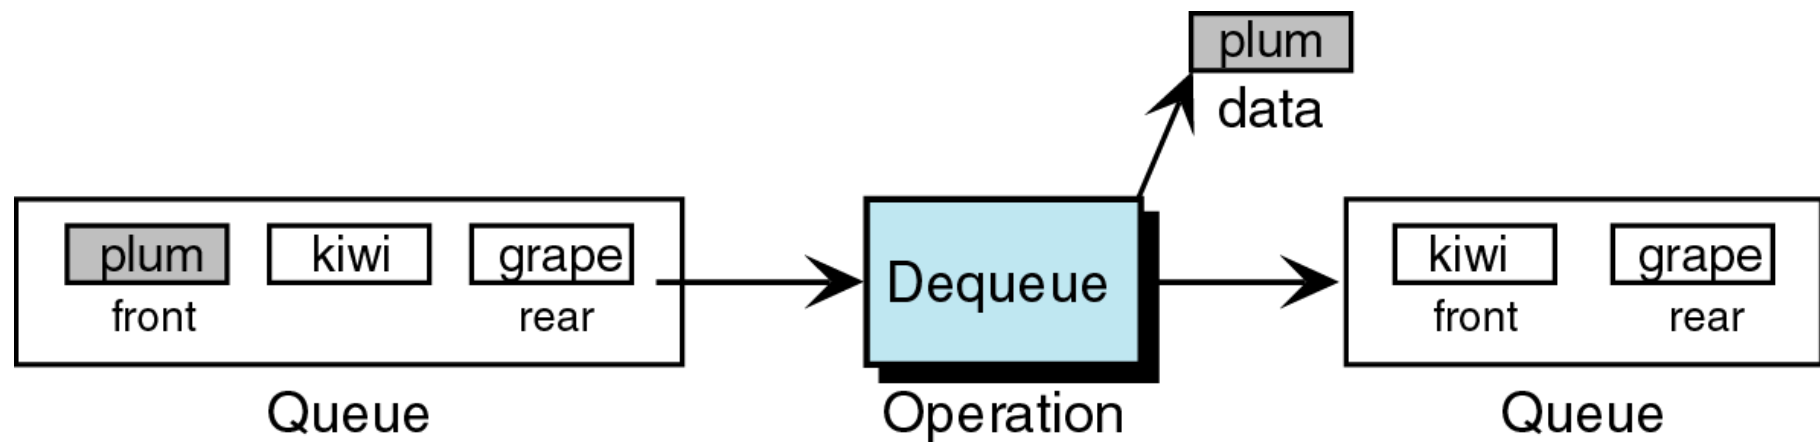 plum
data
plum kiwi grape
front rear
Dequeue
kiwi grape
front rear
Queue
Operation
Queue